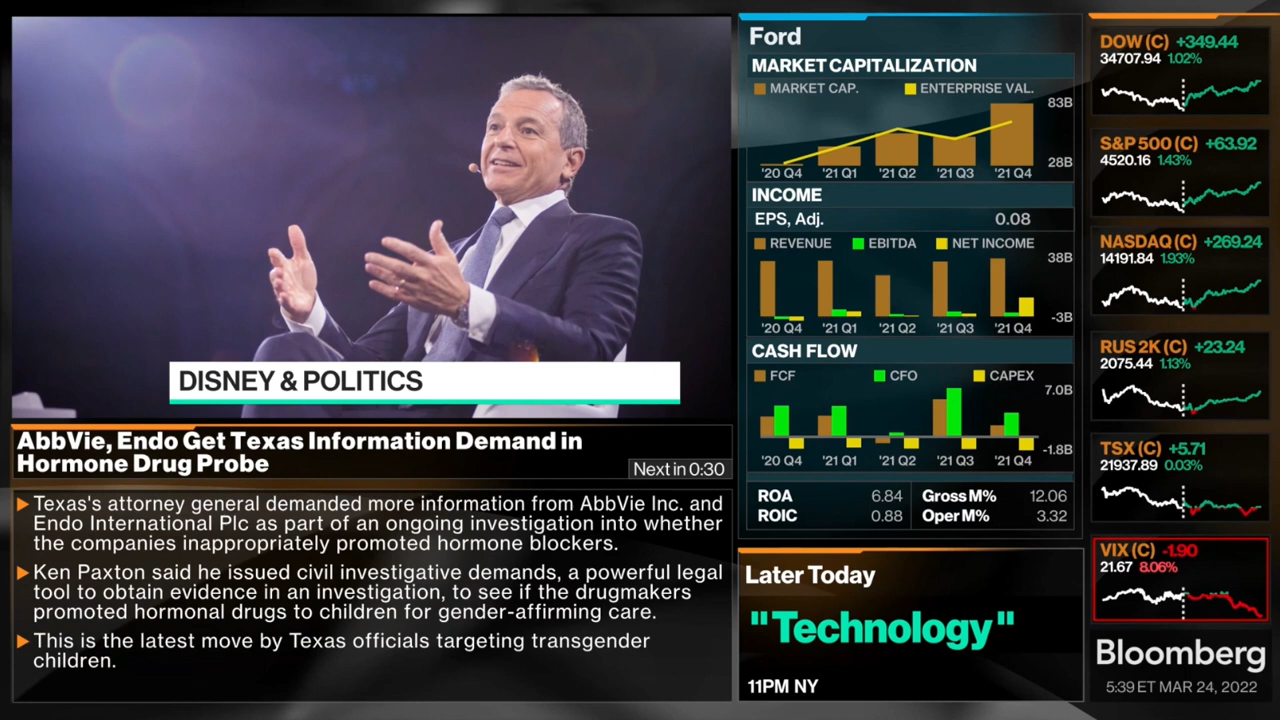 DISNEY & POLITICS
AbbVie, Endo Get Texas Information Demand in
Hormone Drug Probe
Next in 0:30
Texas's attorney general demanded more information from AbbVie Inc. and
Endo International Plc as part of an ongoing investigation into whether
the companies inappropriately promoted hormone blockers.
Ken Paxton said he issued civil investigative demands, a powerful legal
tool to obtain evidence in an investigation, to see if the drugmakers
promoted hormonal drugs to children for gender-affirming care.
This is the latest move by Texas officials targeting transgender
children.
Ford
MARKET CAPITALIZATION
MARKET CAP. ENTERPRISE VAL.
83B
28B
'20 Q4 '21 Q1 '21 Q2 '21 Q3 '21 Q4
INCOME
EPS, Adj. 0.08
REVENUE EBITDA NET INCOME
38B
-3B
'20 Q4 '21 Q1 '21 Q2 '21 Q3 '21 Q4
CASH FLOW
FCF CFO CAPEX
7.0B
-1.8B
'20 Q4 '21 Q1 '21 Q2 '21 Q3 '21 Q4
ROA 6.84 Gross M% 12.06
ROIC 0.88 Oper M% 3.32
Later Today
"Technology"
11PM NY
DOW (C) +349.44
34707.94 1.02%
S&P 500 (C) +63.92
4520.16 1.43%
NASDAQ (C) +269.24
14191.84 1.93%
RUS 2K (C) +23.24
2075.44 1.13%
TSX (C) +5.71
21937.89 0.03%
VIX (C) -1.90
21.67 8.06%
Bloomberg
5:39 ET MAR 24, 2022